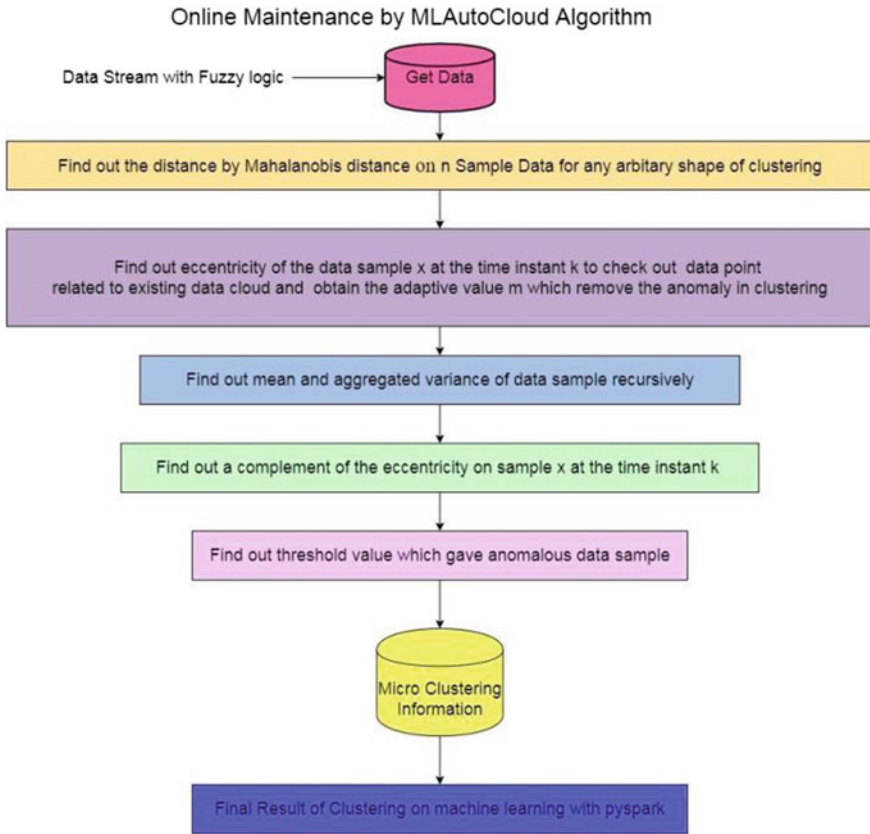 Online Maintenance by MLAutoCloud Algorithm
Data Stream with Fuzzy logic
Get Data
Find out the distance by Mahalanobis distance on n Sample Data for any arbitary shape of clustering
Find out eccentricity of the data sample x at the time instant k to check out data point
related to existing data cloud and obtain the adaptive value m which remove the anomaly in clustering
Find out mean and aggregated variance of data sample recursively
Find out a complement of the eccentricity on sample x at the time instant k
Find out threshold value which gave anomalous data sample
Micro Clustering
Information
Final Result of Clustering on machine learning with pyspark